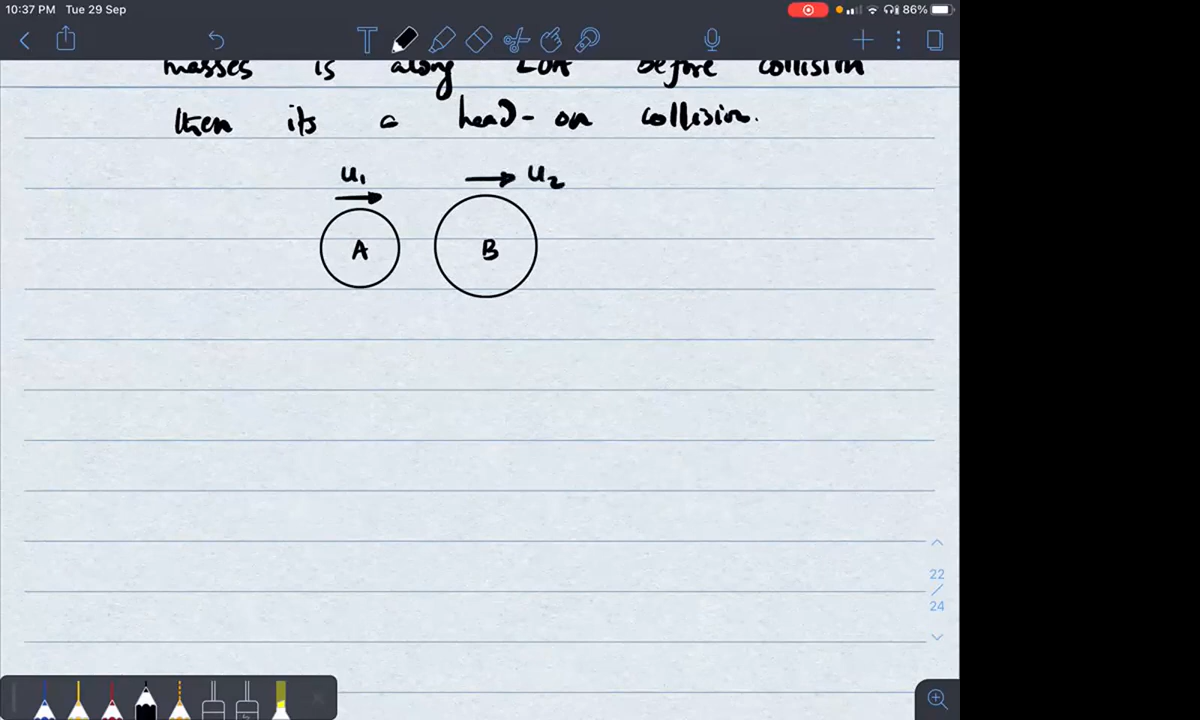 10:37 PM Tue 29 Sep
86%
T
masses is along LOA before collision
then its a head-on collision.
u₁ u₂
A B
22
/
24